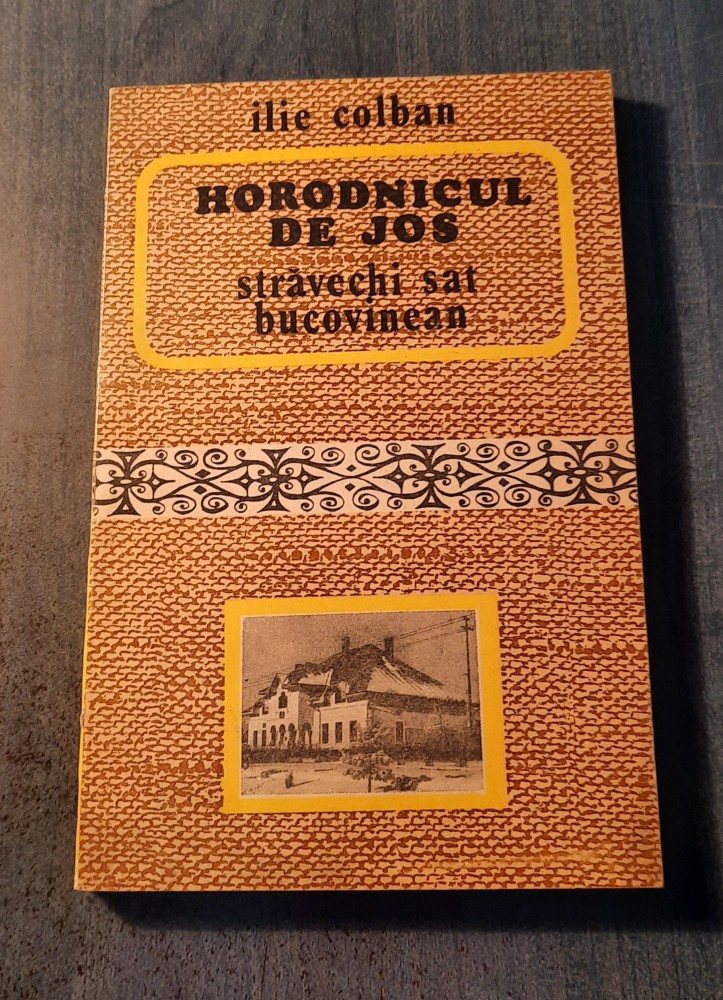 ilie colban
HORODNICUL
DE JOS
străvechi sat
bucovinean